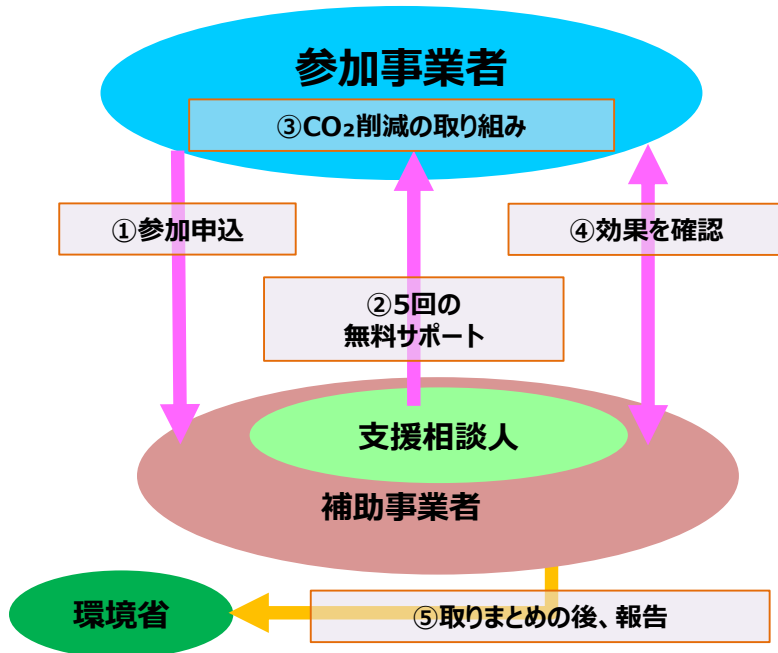 参加事業者
③CO₂削減の取り組み
①参加申込
④効果を確認
②5回の
無料サポート
支援相談人
補助事業者
環境省
⑤取りまとめの後、報告